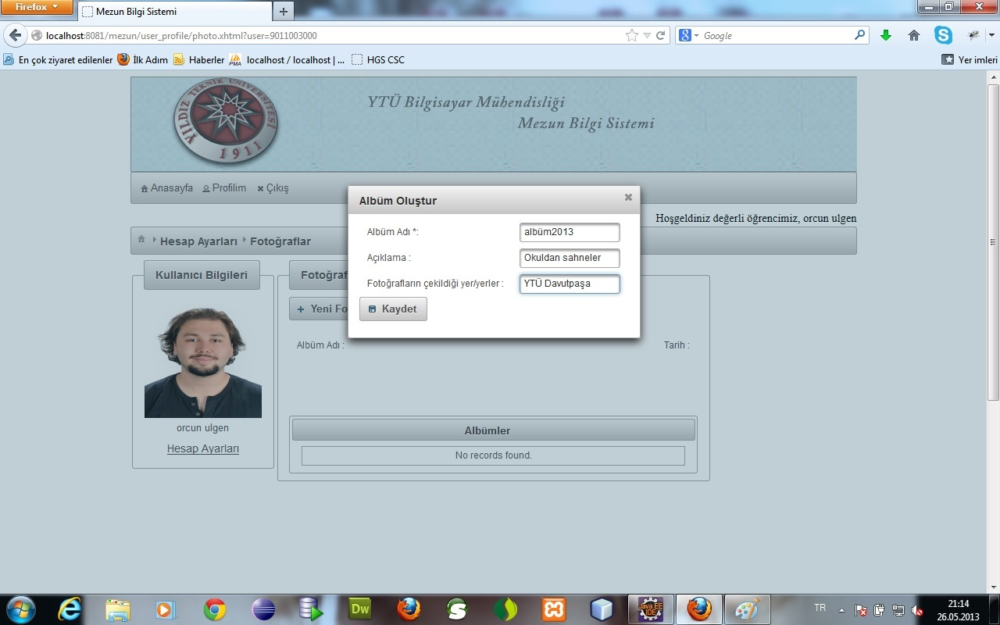 Firefox
Mezun Bilgi Sistemi
localhost:8081/mezun/user_profile/photo.xhtml?user=9011003000
Google
En çok ziyaret edilenler
İlk Adım
Haberler
localhost / localhost | ...
HGS CSC
Yer imleri
YILDIZ TEKNİK ÜNİVERSİTESİ
1911
YTÜ Bilgisayar Mühendisliği
Mezun Bilgi Sistemi
Anasayfa
Profilim
Çıkış
Hoşgeldiniz değerli öğrencimiz, orcun ulgen
Hesap Ayarları
Fotoğraflar
Albüm Oluştur
Albüm Adı *:
albüm2013
Açıklama :
Okuldan sahneler
Fotoğrafların çekildiği yer/yerler :
YTÜ Davutpaşa
Kaydet
Kullanıcı Bilgileri
orcun ulgen
Hesap Ayarları
Fotoğraf
Yeni Fo
Albüm Adı :
Tarih :
Albümler
No records found.
Dw
Java EE
IDE
TR
21:14
26.05.2013